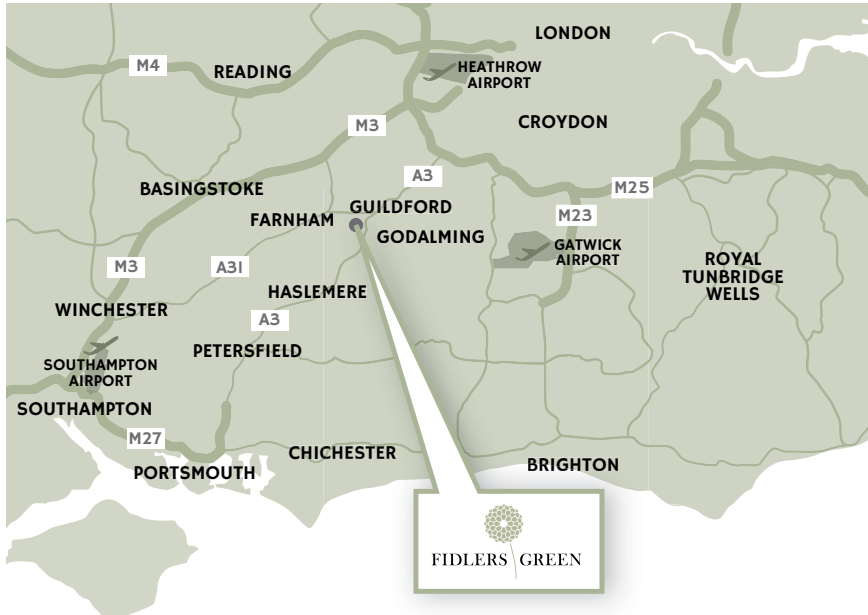 LONDON
M4
READING
HEATHROW
AIRPORT
CROYDON
M3
A3
M25
BASINGSTOKE
GUILDFORD
FARNHAM
M23
GODALMING
GATWICK
AIRPORT
ROYAL
TUNBRIDGE
WELLS
M3
A31
HASLEMERE
WINCHESTER
A3
PETERSFIELD
SOUTHAMPTON
AIRPORT
SOUTHAMPTON
M27
CHICHESTER
PORTSMOUTH
BRIGHTON
FIDLERS GREEN